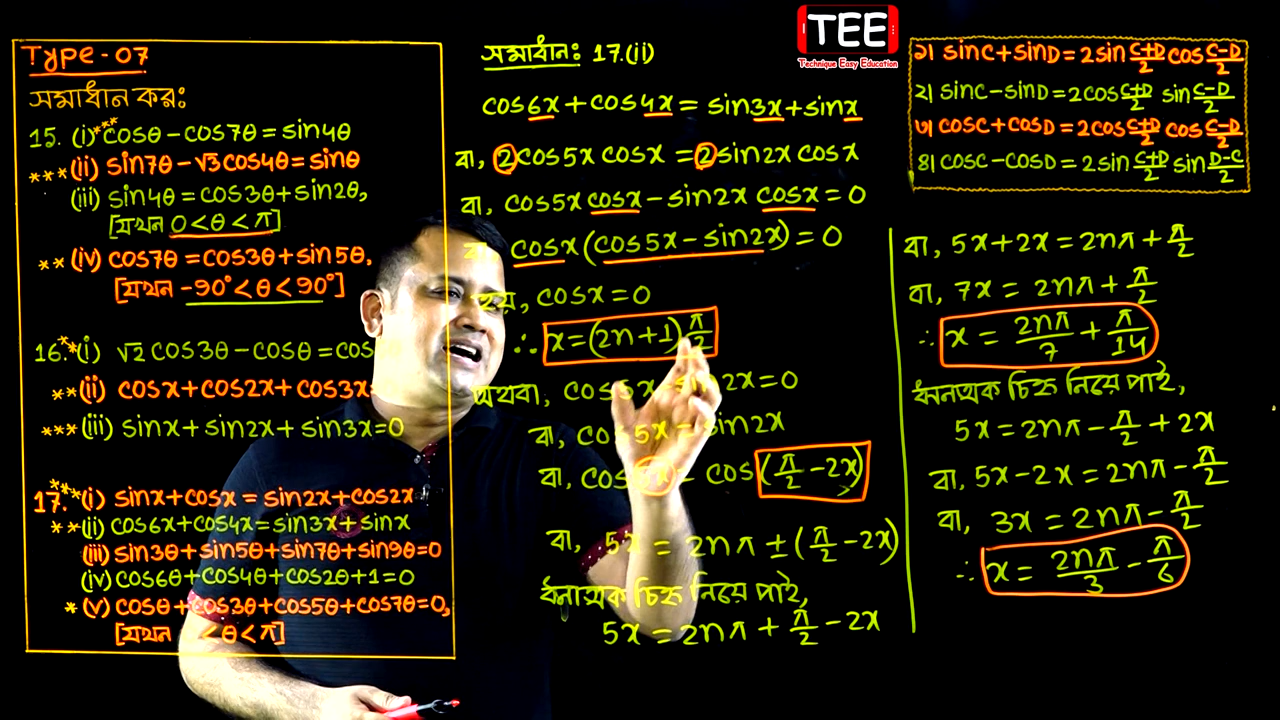 Type-07
সমাধান করঃ
15. (i)** cosθ - cos7θ = sin4θ
*** (ii) sin7θ - √3cos4θ = sinθ
(iii) sin4θ = cos3θ + sin2θ,
[যখন 0 < θ < π]
** (iv) cos7θ = cos3θ + sin5θ,
[যখন -90° < θ < 90°]
16.** (i) √2 cos3θ - cosθ = cos
** (ii) cosx + cos2x + cos3x =
*** (iii) sinx + sin2x + sin3x = 0
17.*** (i) sinx + cosx = sin2x + cos2x
** (ii) cos6x + cos4x = sin3x + sinx
(iii) sin3θ + sin5θ + sin7θ + sin9θ = 0
(iv) cos6θ + cos4θ + cos2θ + 1 = 0
* (v) cosθ + cos3θ + cos5θ + cos7θ = 0,
[যখন < θ < π]
সমাধানঃ 17.(ii)
cos6x + cos4x = sin3x + sinx
বা, 2cos5x cosx = 2sin2x cosx
বা, cos5x cosx - sin2x cosx = 0
বা, cosx (cos5x - sin2x) = 0
হয়, cosx = 0
∴ x = (2n+1) π/2
অথবা, cos5x - sin2x = 0
বা, cos5x = sin2x
বা, cos5x = cos (π/2 - 2x)
বা, 5x = 2nπ ± (π/2 - 2x)
ধনাত্মক চিহ্ন নিয়ে পাই,
5x = 2nπ + π/2 - 2x
TEE
Technique Easy Education
১। sinC + sinD = 2sin (C+D)/2 cos (C-D)/2
২। sinC - sinD = 2cos (C+D)/2 sin (C-D)/2
৩। cosC + cosD = 2cos (C+D)/2 cos (C-D)/2
৪। cosC - cosD = 2sin (C+D)/2 sin (D-C)/2
বা, 5x + 2x = 2nπ + π/2
বা, 7x = 2nπ + π/2
∴ x = 2nπ/7 + π/14
ধনাত্মক চিহ্ন নিয়ে পাই,
5x = 2nπ - π/2 + 2x
বা, 5x - 2x = 2nπ - π/2
বা, 3x = 2nπ - π/2
∴ x = 2nπ/3 - π/6